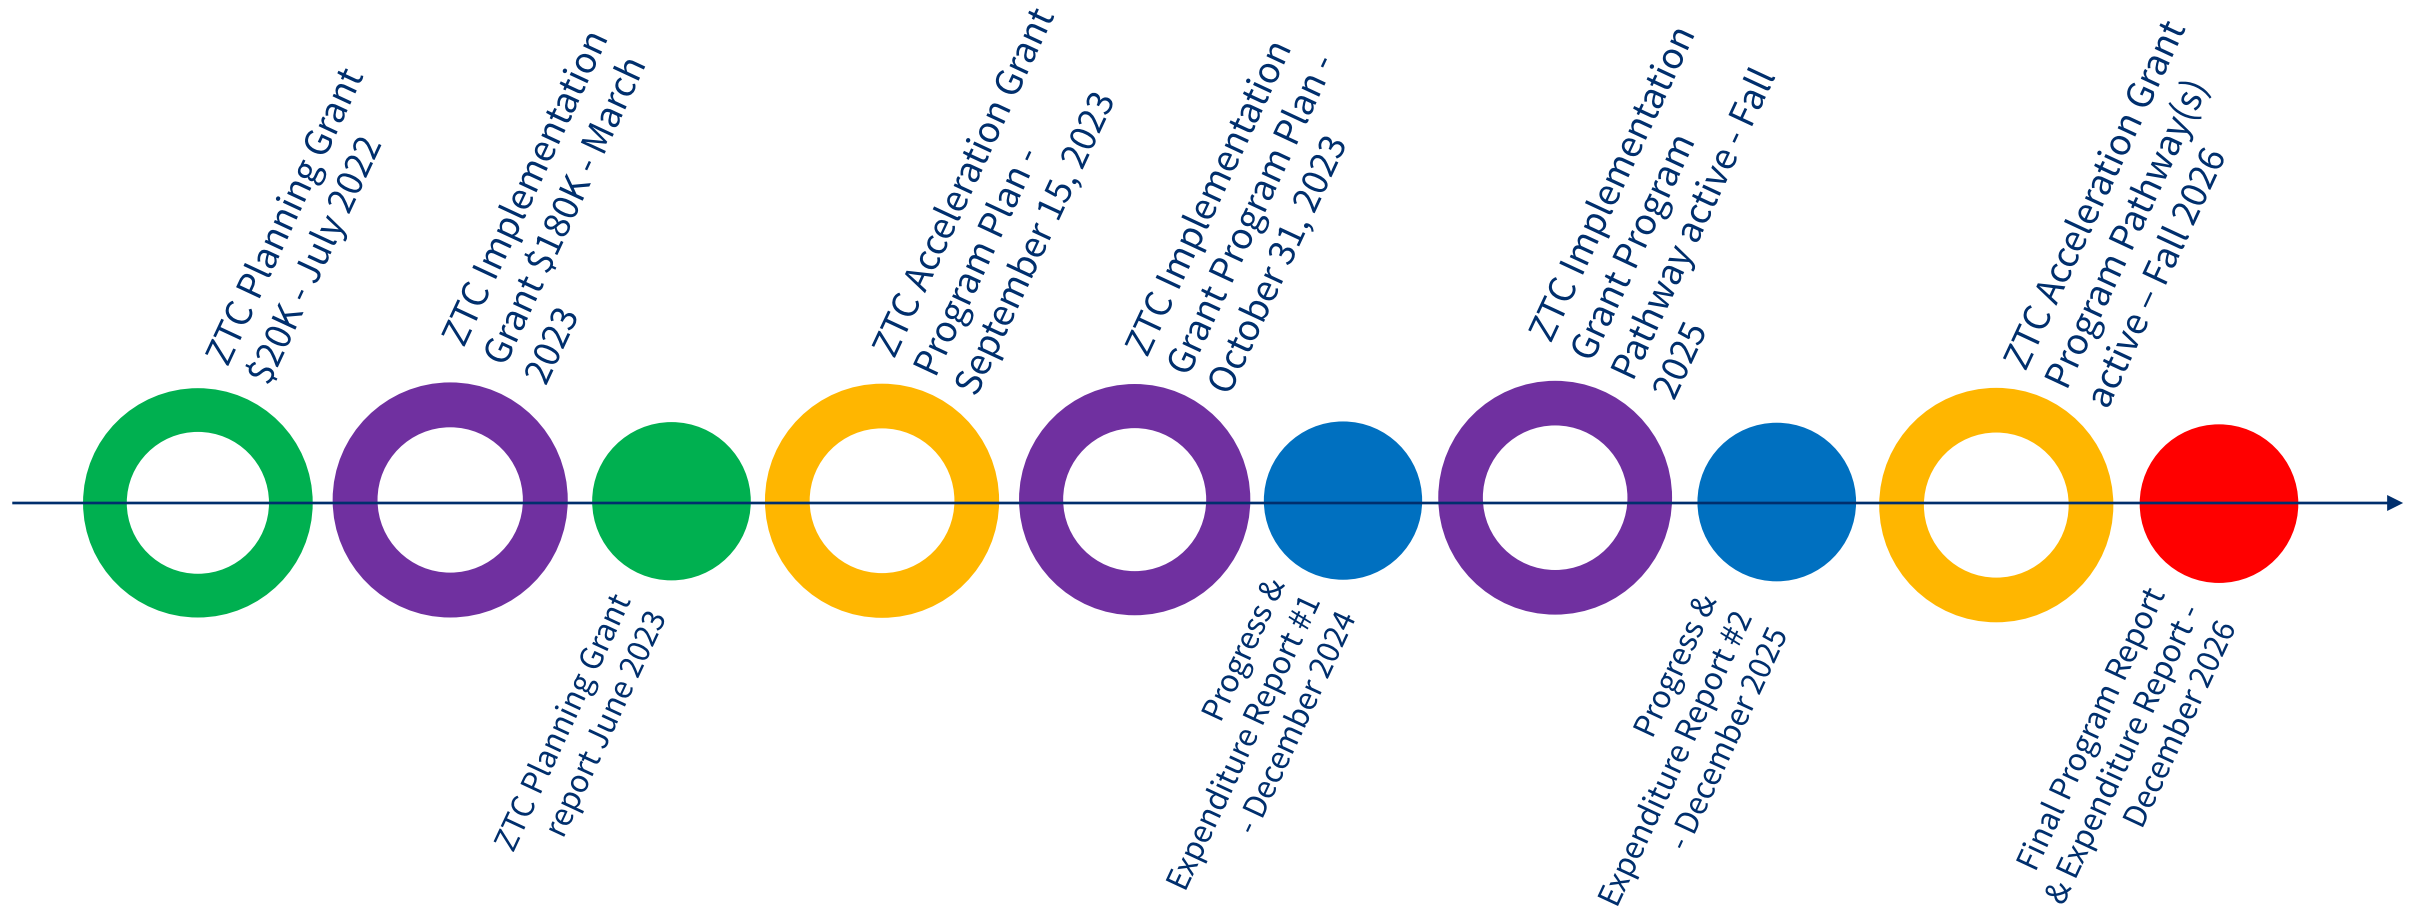 ZTC Planning Grant
$20K - July 2022
ZTC Implementation
Grant $180K - March
2023
ZTC Planning Grant
report June 2023
ZTC Acceleration Grant
Program Plan -
September 15, 2023
ZTC Implementation
Grant Program Plan -
October 31, 2023
Progress &
Expenditure Report #1
- December 2024
ZTC Implementation
Grant Program
Pathway active - Fall
2025
Progress &
Expenditure Report #2
- December 2025
ZTC Acceleration Grant
Program Pathway(s)
active – Fall 2026
Final Program Report
& Expenditure Report -
December 2026